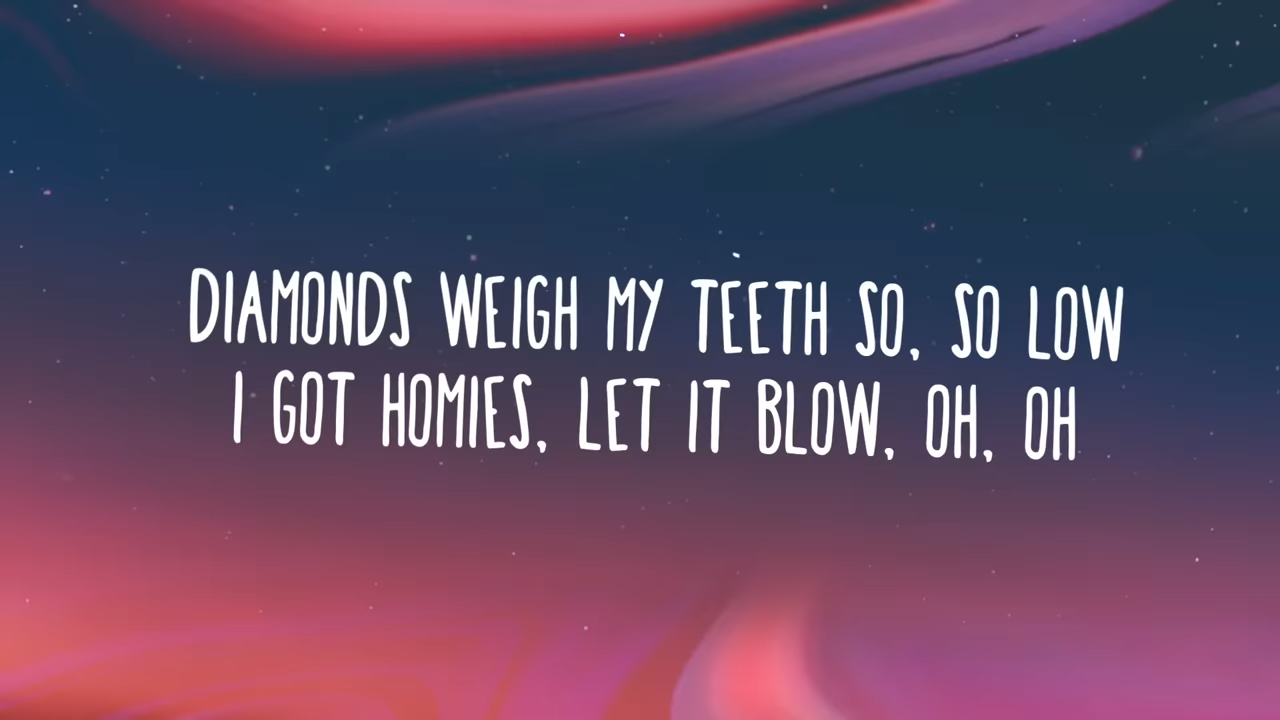 DIAMONDS WEIGH MY TEETH SO, SO LOW
I GOT HOMIES, LET IT BLOW, OH, OH